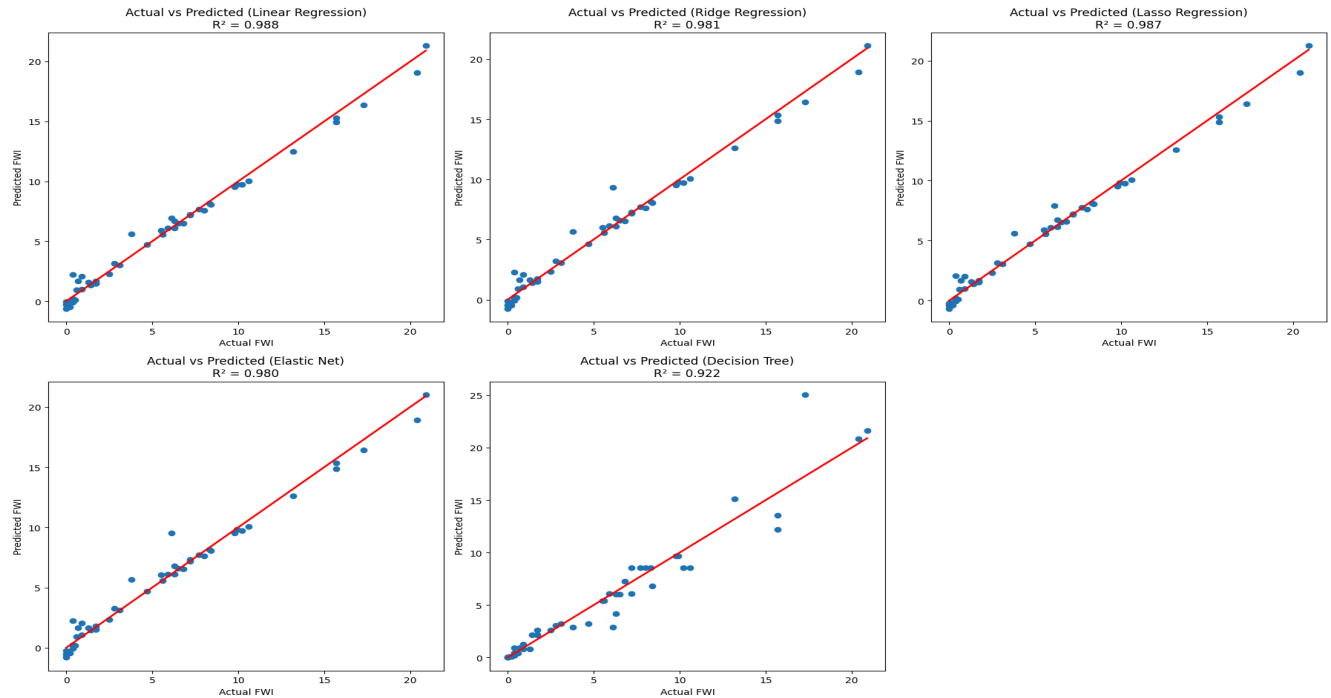 Actual vs Predicted (Linear Regression)
R² = 0.988
20
15
10
5
0
Predicted FWI
0 5 10 15 20
Actual FWI
Actual vs Predicted (Ridge Regression)
R² = 0.981
20
15
10
5
0
Predicted FWI
0 5 10 15 20
Actual FWI
Actual vs Predicted (Lasso Regression)
R² = 0.987
20
15
10
5
0
Predicted FWI
0 5 10 15 20
Actual FWI
Actual vs Predicted (Elastic Net)
R² = 0.980
20
15
10
5
0
Predicted FWI
0 5 10 15 20
Actual FWI
Actual vs Predicted (Decision Tree)
R² = 0.922
25
20
15
10
5
0
Predicted FWI
0 5 10 15 20
Actual FWI